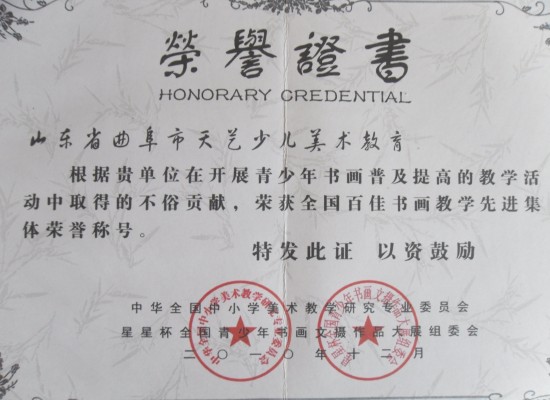 榮譽證書
HONORARY CREDENTIAL
山东省曲阜市天艺少儿美术教育
根据贵单位在开展青少年书画普及提高的教学活
动中取得的不俗贡献，荣获全国百佳书画教学先进集
体荣誉称号。
特发此证 以资鼓励
中华全国中小学美术教学研究专业委员会
星星杯全国青少年书画文摄作品大展组委会
二〇一〇年十二月